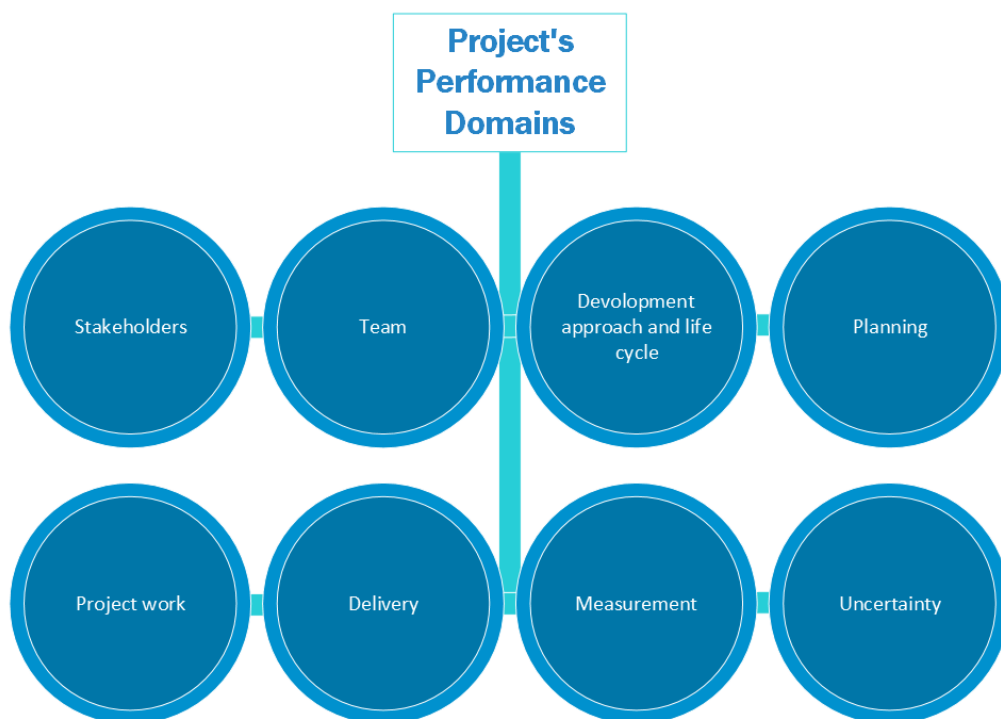 Project's
Performance
Domains
Stakeholders
Team
Devolopment
approach and life
cycle
Planning
Project work
Delivery
Measurement
Uncertainty